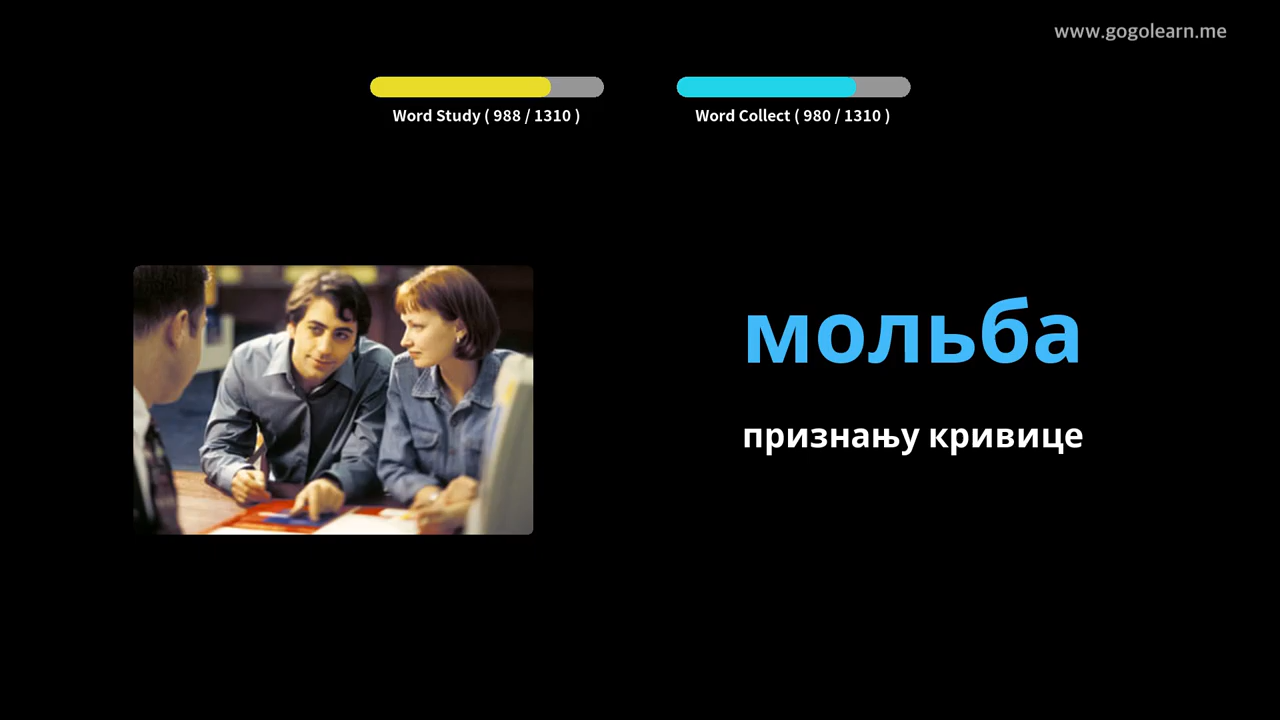 www.gogolearn.me
Word Study ( 988 / 1310 )
Word Collect ( 980 / 1310 )
мольба
признању кривице